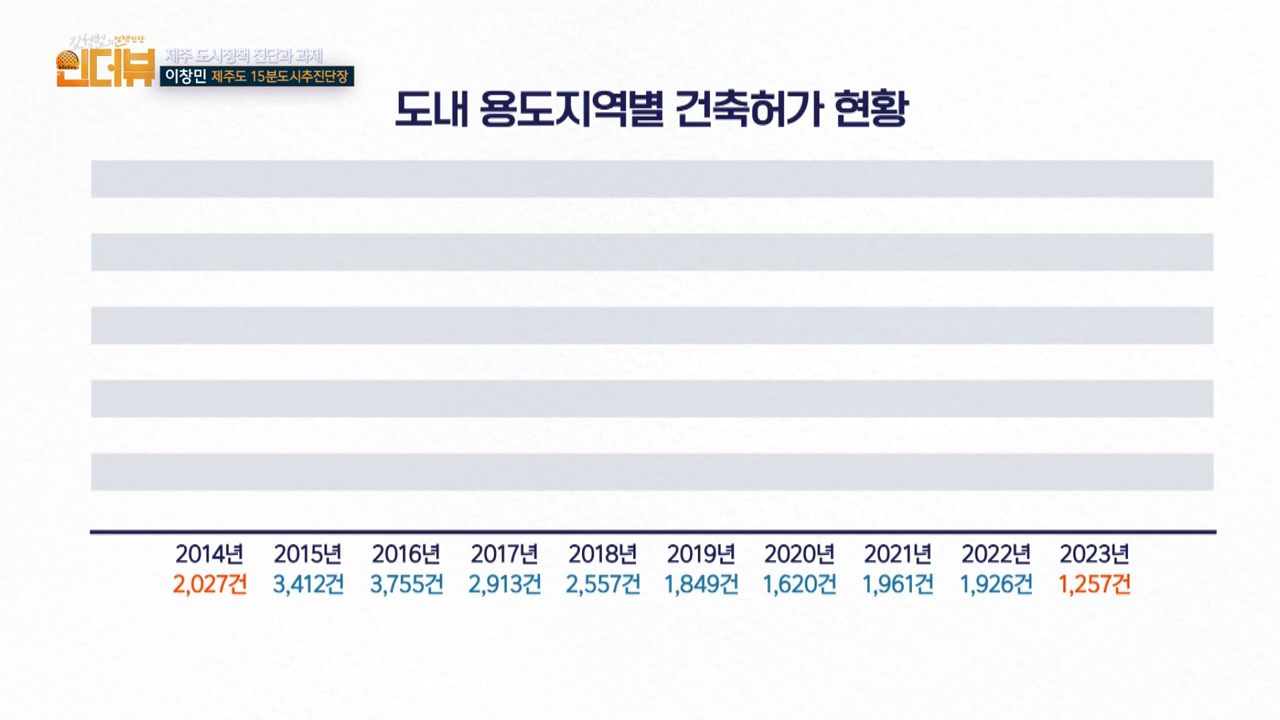 정책진단
인더뷰
제주 도시정책 진단과 과제
이창민 제주도 15분도시추진단장
도내 용도지역별 건축허가 현황
2014년 2015년 2016년 2017년 2018년 2019년 2020년 2021년 2022년 2023년
2,027건 3,412건 3,755건 2,913건 2,557건 1,849건 1,620건 1,961건 1,926건 1,257건